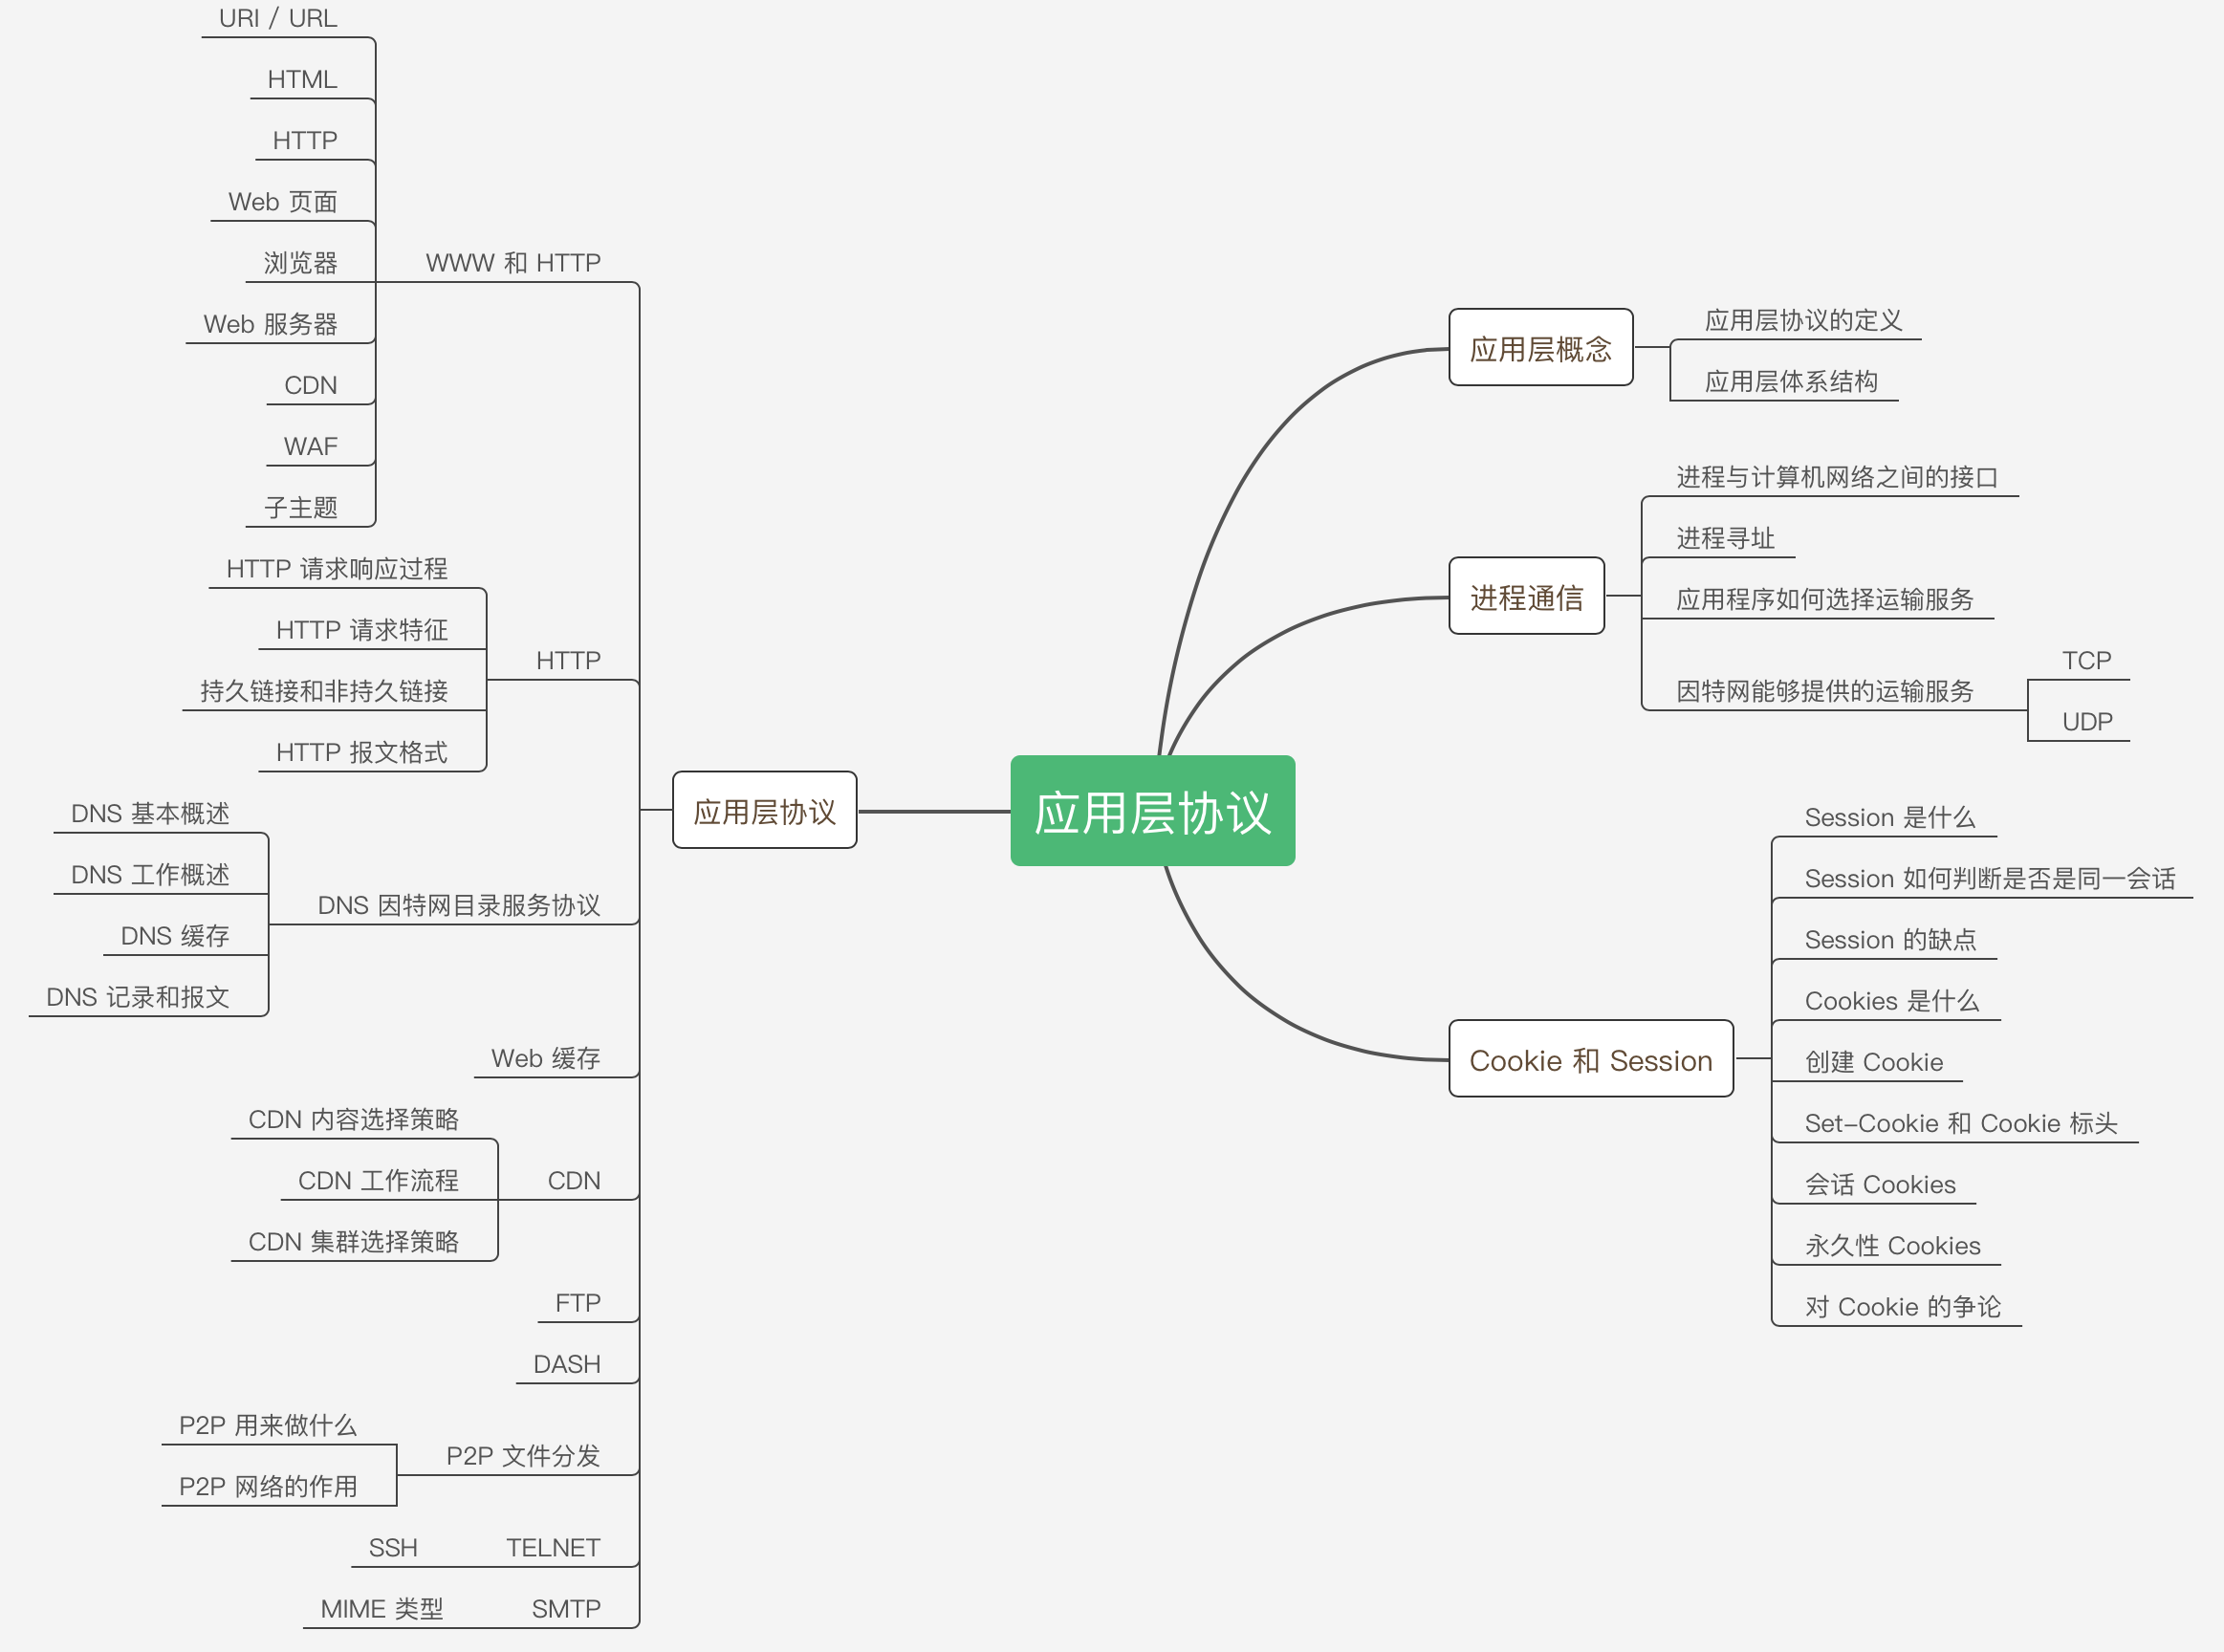 应用层协议
应用层概念
应用层协议的定义
应用层体系结构
进程通信
进程与计算机网络之间的接口
进程寻址
应用程序如何选择运输服务
因特网能够提供的运输服务
TCP
UDP
Cookie 和 Session
Session 是什么
Session 如何判断是否是同一会话
Session 的缺点
Cookies 是什么
创建 Cookie
Set-Cookie 和 Cookie 标头
会话 Cookies
永久性 Cookies
对 Cookie 的争论
应用层协议
WWW 和 HTTP
URI / URL
HTML
HTTP
Web 页面
浏览器
Web 服务器
CDN
WAF
子主题
HTTP
HTTP 请求响应过程
HTTP 请求特征
持久链接和非持久链接
HTTP 报文格式
DNS 因特网目录服务协议
DNS 基本概述
DNS 工作概述
DNS 缓存
DNS 记录和报文
Web 缓存
CDN
CDN 内容选择策略
CDN 工作流程
CDN 集群选择策略
FTP
DASH
P2P 文件分发
P2P 用来做什么
P2P 网络的作用
TELNET
SSH
SMTP
MIME 类型